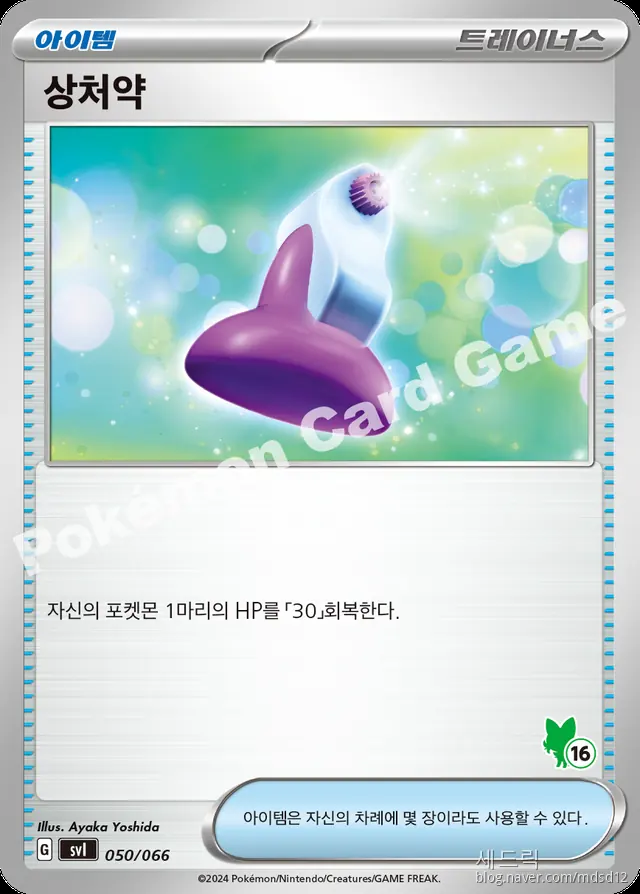 아이템
트레이너스
상처약
Pokémon Card Game
자신의 포켓몬 1마리의 HP를 「30」회복한다.
16
아이템은 자신의 차례에 몇 장이라도 사용할 수 있다.
Illus. Ayaka Yoshida
G svI 050/066
©2024 Pokémon/Nintendo/Creatures/GAME FREAK.
세드릭
blog.naver.com/mdsd12